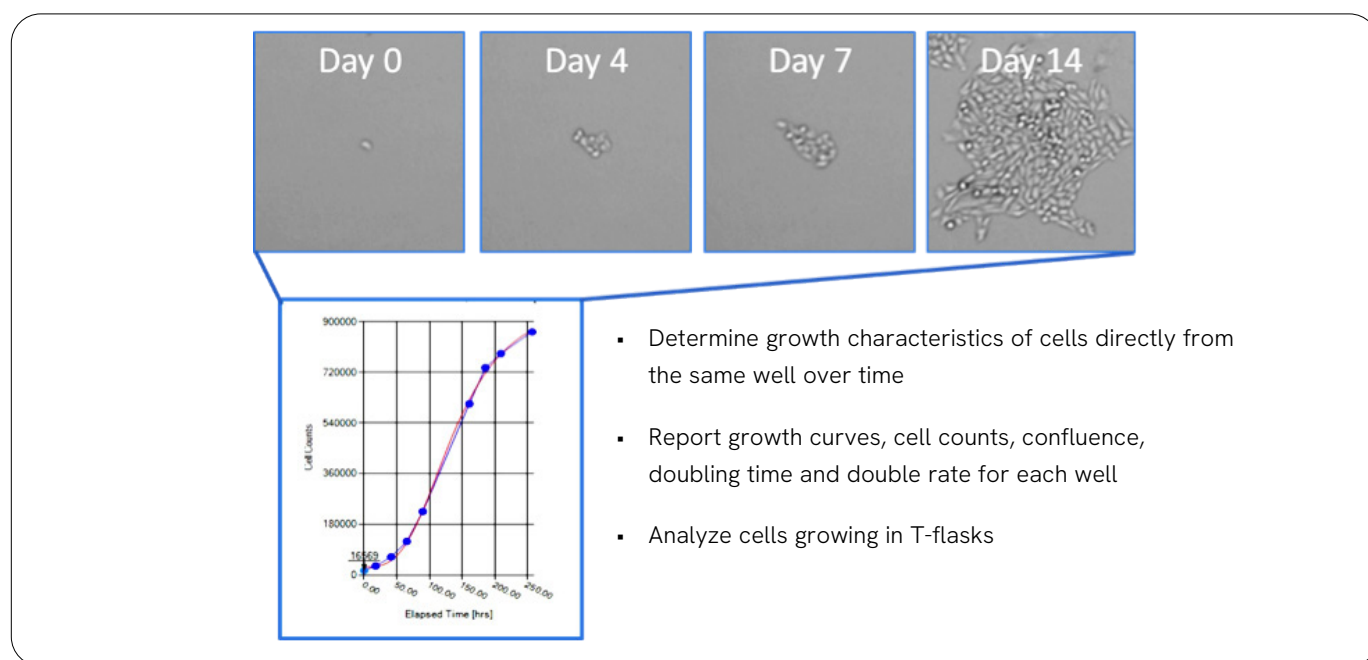 Day 0
Day 4
Day 7
Day 14
900000
720000
540000
360000
180000
16569
0
Cell Counts
0.00
50.00
100.00
150.00
200.00
250.00
Elapsed Time [hrs]
▪ Determine growth characteristics of cells directly from
the same well over time
▪ Report growth curves, cell counts, confluence,
doubling time and double rate for each well
▪ Analyze cells growing in T-flasks